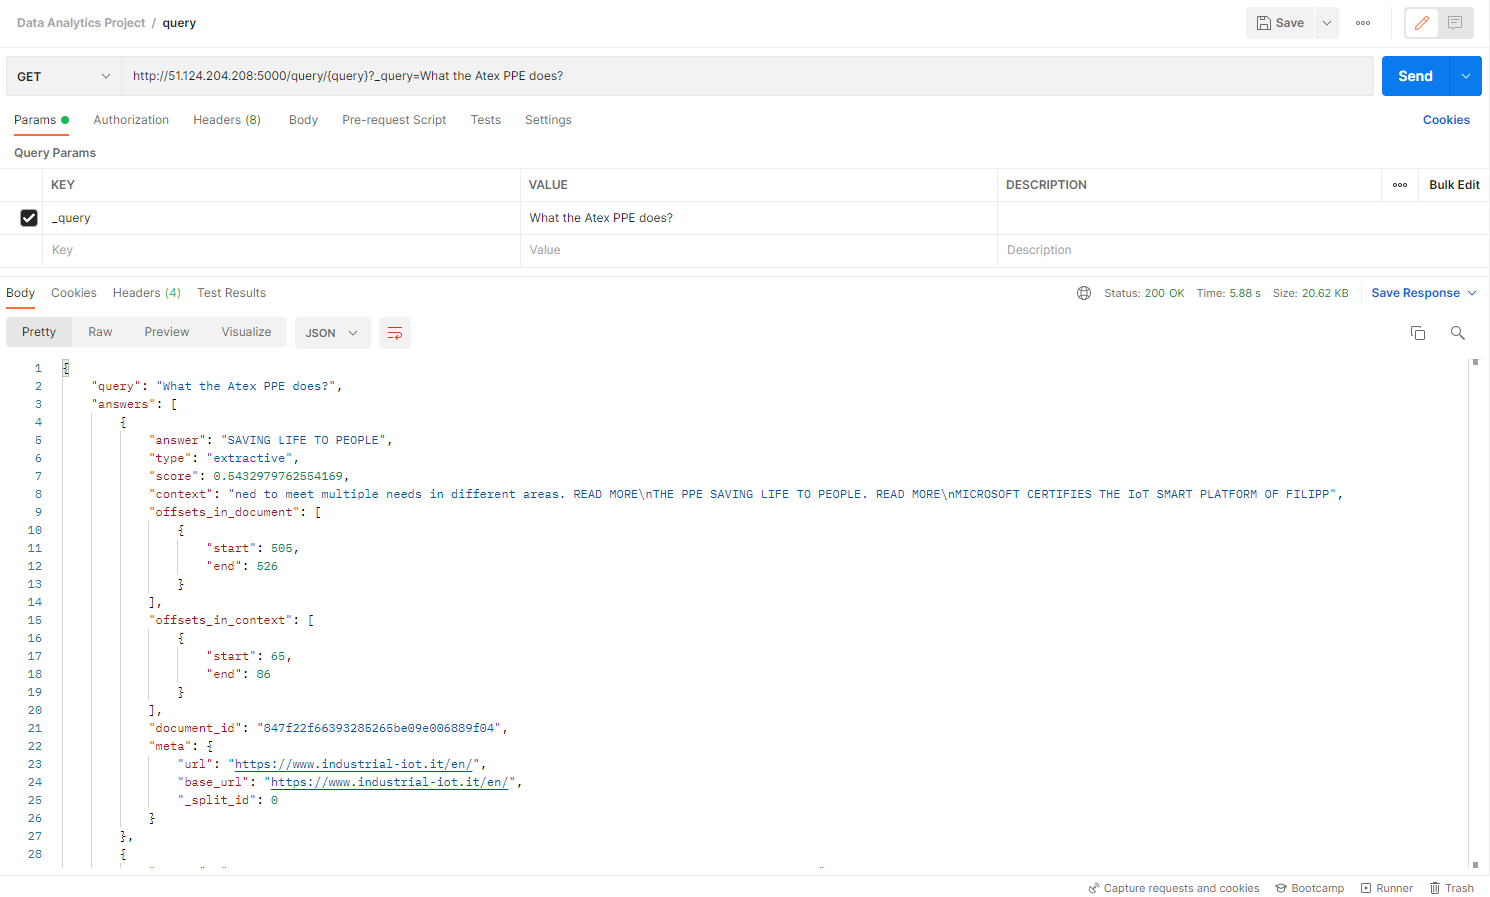 Data Analytics Project / query
Save
GET
http://51.124.204.208:5000/query/{query}?_query=What the Atex PPE does?
Send
Params Authorization Headers (8) Body Pre-request Script Tests Settings Cookies
Query Params
KEY VALUE DESCRIPTION Bulk Edit
_query What the Atex PPE does?
Key Value Description
Body Cookies Headers (4) Test Results Status: 200 OK Time: 5.88 s Size: 20.62 KB Save Response
Pretty Raw Preview Visualize JSON
1 {
2 "query": "What the Atex PPE does?",
3 "answers": [
4 {
5 "answer": "SAVING LIFE TO PEOPLE",
6 "type": "extractive",
7 "score": 0.5432979762554169,
8 "context": "ned to meet multiple needs in different areas. READ MORE\nTHE PPE SAVING LIFE TO PEOPLE. READ MORE\nMICROSOFT CERTIFIES THE IoT SMART PLATFORM OF FILIPP",
9 "offsets_in_document": [
10 {
11 "start": 505,
12 "end": 526
13 }
14 ],
15 "offsets_in_context": [
16 {
17 "start": 65,
18 "end": 86
19 }
20 ],
21 "document_id": "847f22f66393285265be09e006889f04",
22 "meta": {
23 "url": "https://www.industrial-iot.it/en/",
24 "base_url": "https://www.industrial-iot.it/en/",
25 "_split_id": 0
26 }
27 },
28 {
Capture requests and cookies Bootcamp Runner Trash